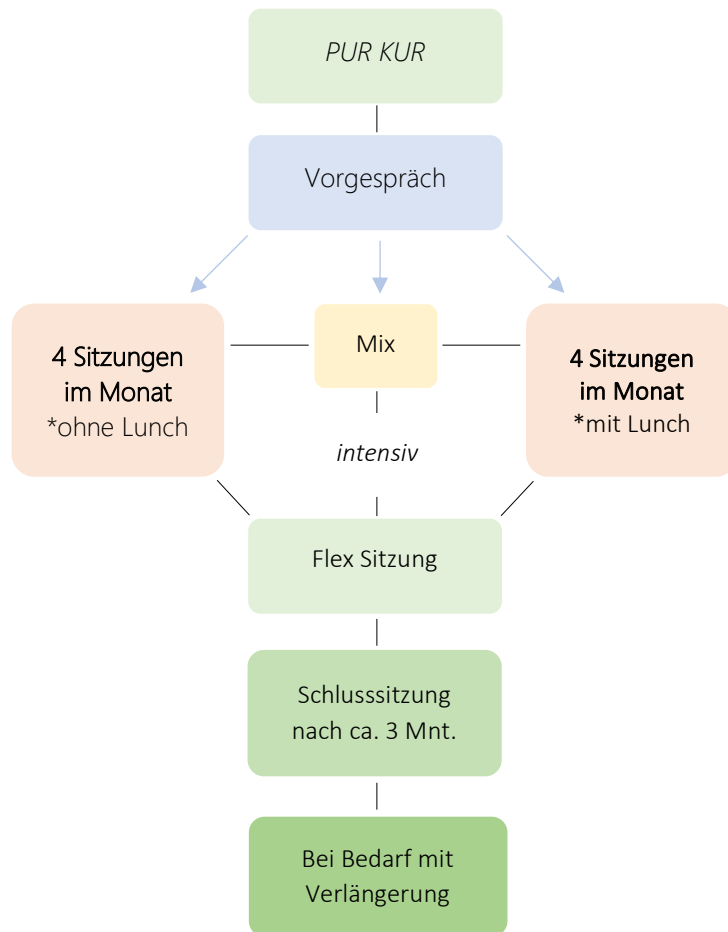 PUR KUR
Vorgespräch
4 Sitzungen
im Monat
*ohne Lunch
Mix
4 Sitzungen
im Monat
*mit Lunch
intensiv
Flex Sitzung
Schlusssitzung
nach ca. 3 Mnt.
Bei Bedarf mit
Verlängerung